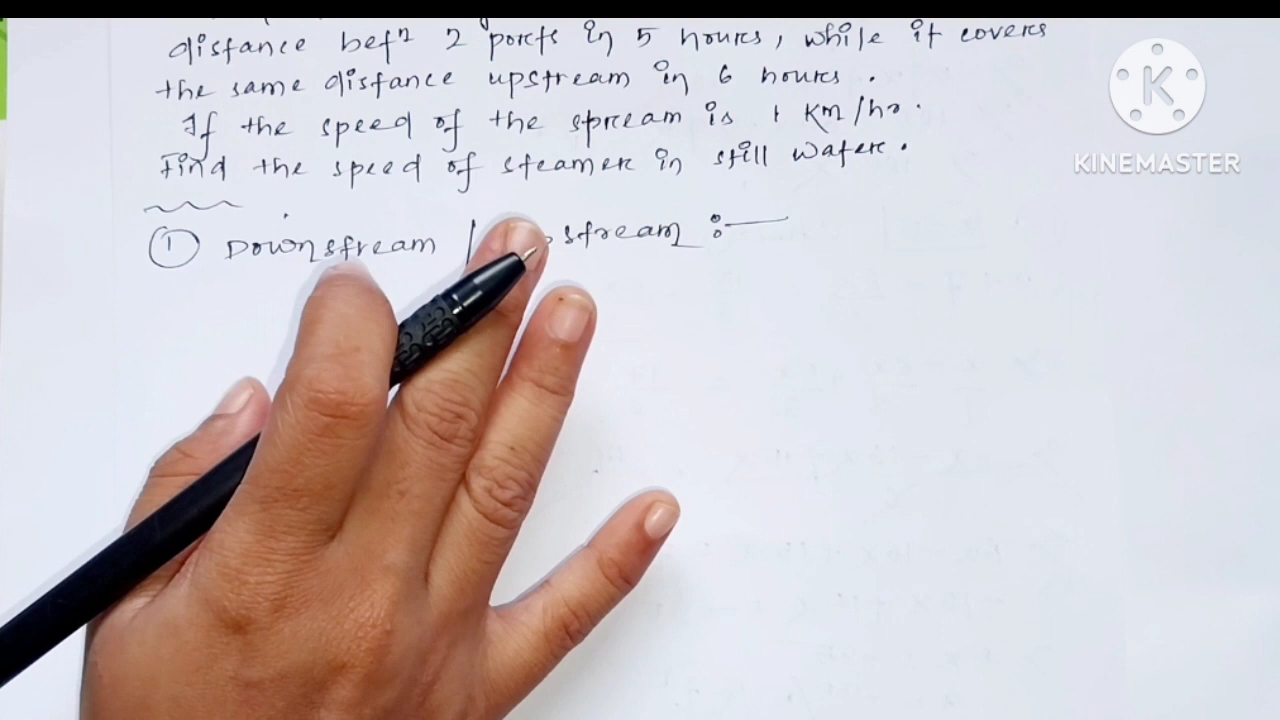 distance betn 2 ports in 5 hours, while it covers
the same distance upstream in 6 hours.
If the speed of the spream is 1 Km/hr.
Find the speed of steamer in still water.
① Downstream / stream :—
K
KINEMASTER